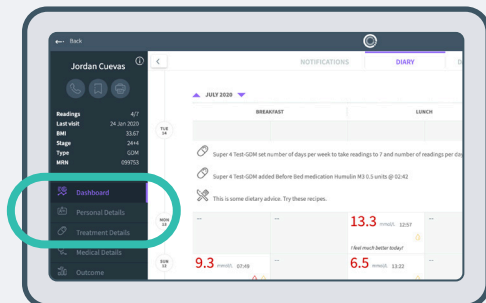 Back
Jordan Cuevas
Readings 4/7
Last visit 24 Jan 2020
BMI 33.67
Stage 24+4
Type GDM
MRN 099753
Dashboard
Personal Details
Treatment Details
Medical Details
Outcome
NOTIFICATIONS DIARY
JULY 2020
BREAKFAST LUNCH
TUE
14
Super 4 Test-GDM set number of days per week to take readings to 7 and number of readings per day
Super 4 Test-GDM added Before Bed medication Humulin M3 0.5 units @ 02:42
This is some dietary advice. Try these recipes.
MON
13
-- -- 13.3 mmol/L 12:57 --
I feel much better today!
SUN
9.3 mmol/L 07:49 -- 6.5 mmol/L 13:22 --